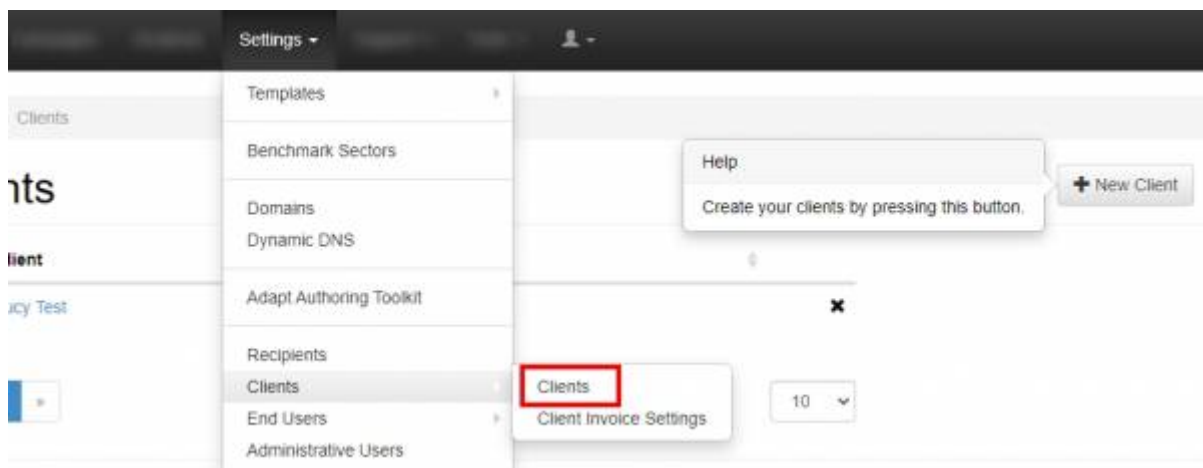 Settings
Templates
Clients
Benchmark Sectors
Help
New Client
nts
Create your clients by pressing this button.
Domains
Dynamic DNS
lient
Adapt Authoring Toolkit
ucy Test
Recipients
Clients
Clients
10
End Users
Client Invoice Settings
Administrative Users